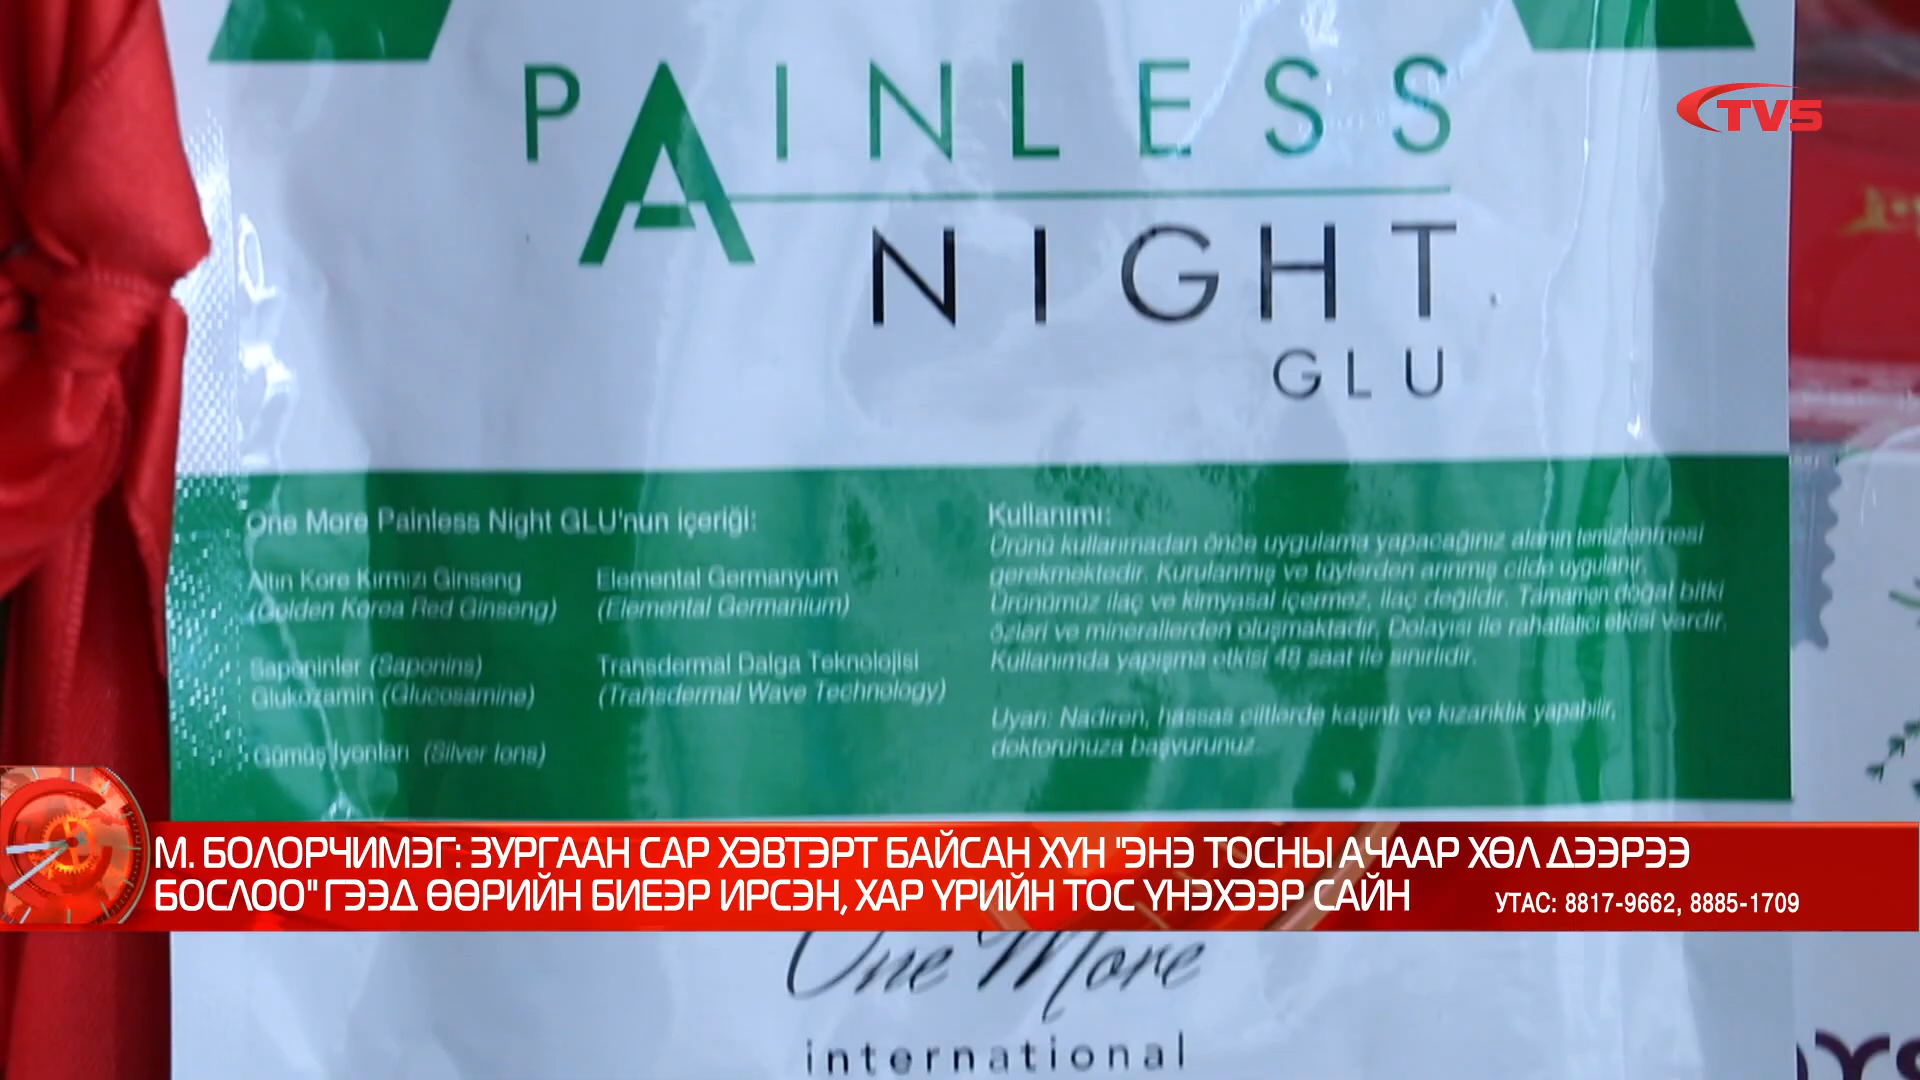 PAINLESS
TV5
NIGHT
GLU
One More Painless Night GLU'nun içeriği:
Altın Kore Kırmızı Ginseng
(Golden Korea Red Ginseng)
Saponinler (Saponins)
Glukozamin (Glucosamine)
Gümüş İyonları (Silver Ions)
Elemental Germanyum
(Elemental Germanium)
Transdermal Dalga Teknolojisi
(Transdermal Wave Technology)
Kullanımı:
Ürünü kullanmadan önce uygulama yapacağınız alanın temizlenmesi
gerekmektedir. Kurulanmış ve tüylerden arınmış cilde uygulanır.
Ürünümüz ilaç ve kimyasal içermez, ilaç değildir. Tamamen doğal bitki
özleri ve minerallerden oluşmaktadır. Dolayısı ile rahatlatıcı etkisi vardır.
Kullanımda yapışma etkisi 48 saat ile sınırlıdır.
Uyarı: Nadiren, hassas ciltlerde kaşıntı ve kızarıklık yapabilir,
doktorunuza başvurunuz.
М. БОЛОРЧИМЭГ: ЗУРГААН САР ХЭВТЭРТ БАЙСАН ХҮН "ЭНЭ ТОСНЫ АЧААР ХӨЛ ДЭЭРЭЭ
БОСЛОО" ГЭЭД ӨӨРИЙН БИЕЭР ИРСЭН, ХАР ҮРИЙН ТОС ҮНЭХЭЭР САЙН
УТАС: 8817-9662, 8885-1709
One More
international